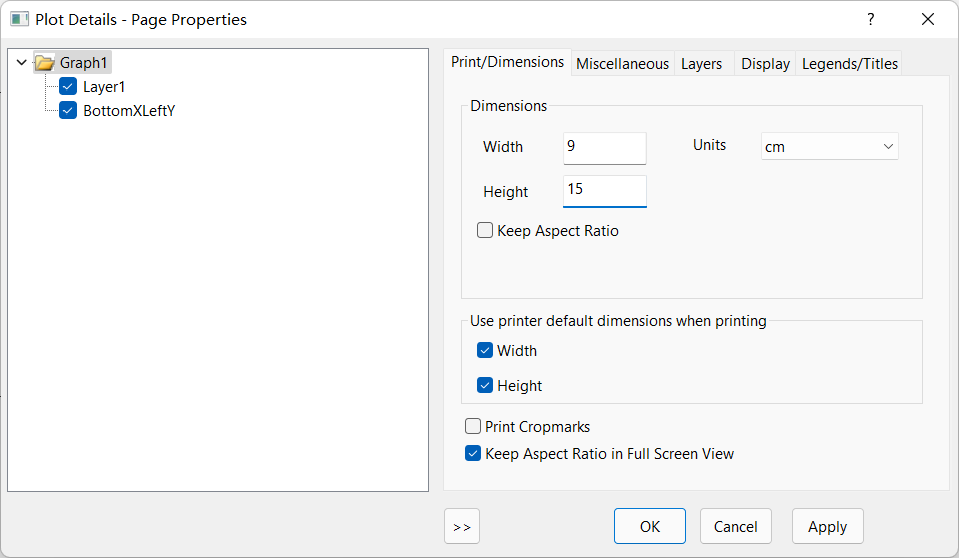 Plot Details - Page Properties
?
Graph1
Layer1
BottomXLeftY
Print/Dimensions Miscellaneous Layers Display Legends/Titles
Dimensions
Width 9 Units cm
Height 15
Keep Aspect Ratio
Use printer default dimensions when printing
Width
Height
Print Cropmarks
Keep Aspect Ratio in Full Screen View
>> OK Cancel Apply